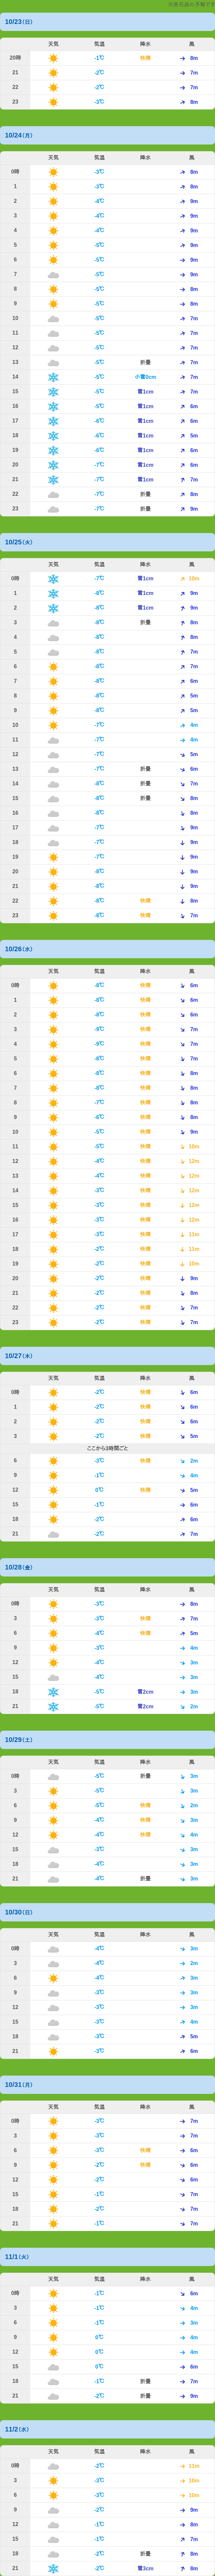 10/23(日)
天気 気温 降水 風
20時 -1℃ 快晴 8m
21 -2℃ 7m
22 -2℃ 7m
23 -3℃ 8m
10/24(月)
天気 気温 降水 風
0時 -3℃ 8m
1 -3℃ 8m
2 -4℃ 9m
3 -4℃ 9m
4 -4℃ 9m
5 -5℃ 9m
6 -5℃ 9m
7 -5℃ 9m
8 -5℃ 8m
9 -5℃ 8m
10 -5℃ 7m
11 -5℃ 7m
12 -5℃ 7m
13 -5℃ 折曇 7m
14 -5℃ 小雪0cm 7m
15 -5℃ 雪1cm 7m
16 -5℃ 雪1cm 6m
17 -6℃ 雪1cm 6m
18 -6℃ 雪1cm 5m
19 -6℃ 雪1cm 6m
20 -7℃ 雪1cm 6m
21 -7℃ 雪1cm 7m
22 -7℃ 折曇 8m
23 -7℃ 折曇 9m
10/25(火)
天気 気温 降水 風
0時 -7℃ 雪1cm 10m
1 -8℃ 雪1cm 9m
2 -8℃ 雪1cm 9m
3 -8℃ 折曇 8m
4 -8℃ 8m
5 -8℃ 7m
6 -8℃ 7m
7 -8℃ 6m
8 -8℃ 5m
9 -8℃ 5m
10 -7℃ 4m
11 -7℃ 4m
12 -7℃ 5m
13 -7℃ 折曇 6m
14 -8℃ 折曇 7m
15 -8℃ 折曇 8m
16 -8℃ 8m
17 -7℃ 9m
18 -7℃ 9m
19 -7℃ 9m
20 -8℃ 9m
21 -8℃ 9m
22 -8℃ 快晴 8m
23 -8℃ 快晴 7m
10/26(水)
天気 気温 降水 風
0時 -8℃ 快晴 6m
1 -8℃ 快晴 6m
2 -8℃ 快晴 6m
3 -9℃ 快晴 7m
4 -9℃ 快晴 7m
5 -8℃ 快晴 7m
6 -8℃ 快晴 8m
7 -8℃ 快晴 8m
8 -7℃ 快晴 8m
9 -6℃ 快晴 8m
10 -5℃ 快晴 9m
11 -5℃ 快晴 10m
12 -4℃ 快晴 12m
13 -4℃ 快晴 12m
14 -3℃ 快晴 12m
15 -3℃ 快晴 12m
16 -3℃ 快晴 12m
17 -3℃ 快晴 11m
18 -2℃ 快晴 11m
19 -2℃ 快晴 10m
20 -2℃ 快晴 9m
21 -2℃ 快晴 8m
22 -2℃ 快晴 7m
23 -2℃ 快晴 7m
10/27(木)
天気 気温 降水 風
0時 -2℃ 快晴 6m
1 -2℃ 快晴 6m
2 -2℃ 快晴 6m
3 -2℃ 快晴 5m
ここから3時間ごと
6 -3℃ 快晴 2m
9 -1℃ 4m
12 0℃ 快晴 5m
15 -1℃ 6m
18 -2℃ 6m
21 -2℃ 7m
10/28(金)
天気 気温 降水 風
0時 -3℃ 8m
3 -3℃ 快晴 7m
6 -4℃ 快晴 5m
9 -3℃ 4m
12 -4℃ 3m
15 -4℃ 3m
18 -5℃ 雪2cm 3m
21 -5℃ 雪2cm 2m
10/29(土)
天気 気温 降水 風
0時 -5℃ 折曇 3m
3 -5℃ 3m
6 -5℃ 快晴 2m
9 -4℃ 快晴 3m
12 -4℃ 快晴 4m
15 -3℃ 3m
18 -4℃ 3m
21 -4℃ 折曇 3m
10/30(日)
天気 気温 降水 風
0時 -4℃ 3m
3 -4℃ 2m
6 -4℃ 3m
9 -3℃ 3m
12 -3℃ 3m
15 -3℃ 4m
18 -3℃ 5m
21 -3℃ 6m
10/31(月)
天気 気温 降水 風
0時 -3℃ 7m
3 -3℃ 7m
6 -3℃ 快晴 6m
9 -2℃ 快晴 6m
12 -2℃ 6m
15 -1℃ 7m
18 -2℃ 7m
21 -1℃ 7m
11/1(火)
天気 気温 降水 風
0時 -1℃ 6m
3 -1℃ 4m
6 -1℃ 3m
9 0℃ 4m
12 0℃ 4m
15 0℃ 6m
18 -1℃ 折曇 7m
21 -2℃ 折曇 9m
11/2(水)
天気 気温 降水 風
0時 -2℃ 11m
3 -3℃ 10m
6 -3℃ 10m
9 -2℃ 9m
12 -1℃ 8m
15 -1℃ 7m
18 -2℃ 折曇 8m
21 -2℃ 雪3cm 8m